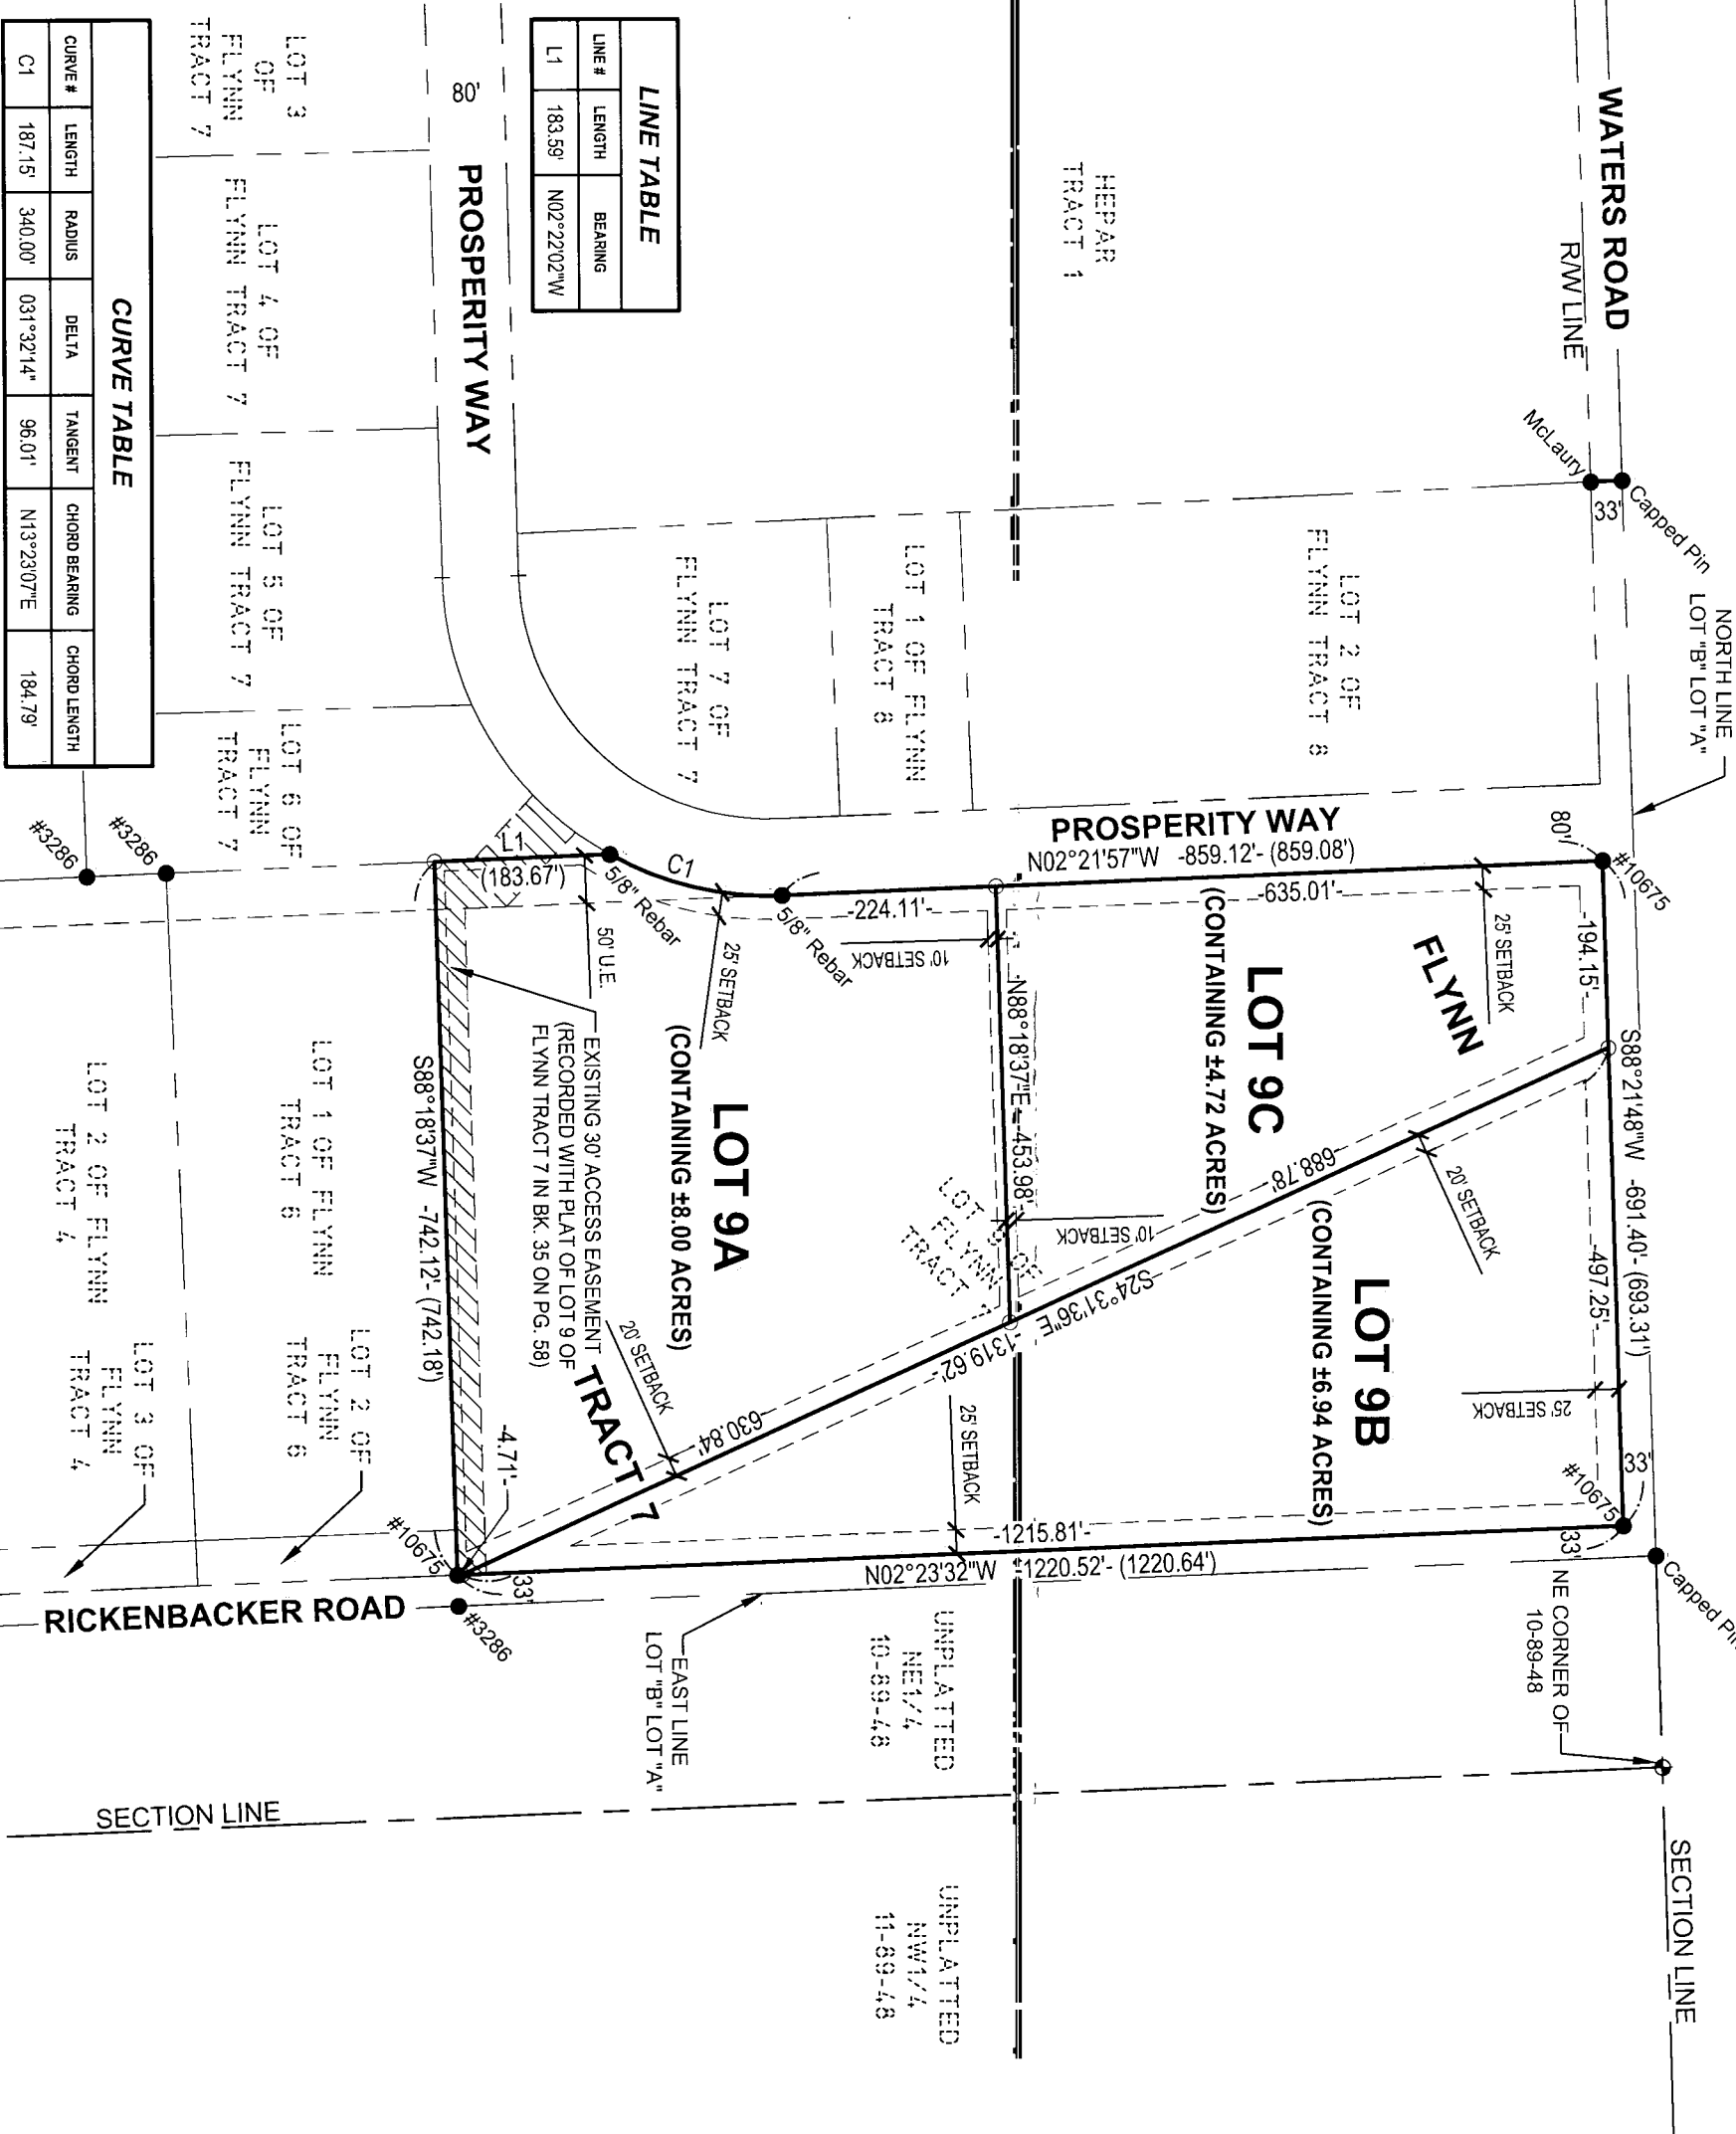 WATERS ROAD
R/W LINE
McLaury
Capped Pin
33'
NORTH LINE
LOT "B" LOT "A"
HEPAR
TRACT 1
LINE TABLE
LINE # LENGTH BEARING
L1 183.59' N02°22'02"W
80'
PROSPERITY WAY
LOT 3
OF
FLYNN
TRACT 7
LOT 4 OF
FLYNN TRACT 7
LOT 5 OF
FLYNN TRACT 7
LOT 6 OF
FLYNN
TRACT 7
CURVE TABLE
CURVE # LENGTH RADIUS DELTA TANGENT CHORD BEARING CHORD LENGTH
C1 187.15' 340.00' 031°32'14" 96.01' N13°23'07"E 184.79'
LOT 2 OF
FLYNN TRACT 8
LOT 1 OF FLYNN
TRACT 8
LOT 7 OF
FLYNN TRACT 7
PROSPERITY WAY
N02°21'57"W -859.12'- (859.08')
-635.01'-
-224.11'-
80'
#10675
-194.15'-
S88°21'48"W -691.40'- (693.31')
-497.25'-
25' SETBACK
FLYNN
LOT 9C
(CONTAINING ±4.72 ACRES)
10' SETBACK
N88°18'37"E -453.98'-
10' SETBACK
LOT 9 OF
FLYNN
TRACT 7
-688.78'
S24°31'36"E -1319.62'-
630.84'
20' SETBACK
LOT 9B
(CONTAINING ±6.94 ACRES)
25' SETBACK
33'
#10675
33'
Capped Pin
NE CORNER OF
10-89-48
SECTION LINE
C1
L1
(183.67')
5/8" Rebar
5/8" Rebar
50' U.E.
25' SETBACK
LOT 9A
(CONTAINING ±8.00 ACRES)
EXISTING 30' ACCESS EASEMENT
(RECORDED WITH PLAT OF LOT 9 OF
FLYNN TRACT 7 IN BK. 35 ON PG. 58)
20' SETBACK
TRACT 7
25' SETBACK
-1215.81'-
N02°23'32"W -1220.52'- (1220.64')
S88°18'37"W -742.12'- (742.18')
-4.71'-
#10675
33'
#3286
#3286
#3286
LOT 1 OF FLYNN
TRACT 6
LOT 2 OF
FLYNN
TRACT 6
LOT 2 OF FLYNN
TRACT 4
LOT 3 OF
FLYNN
TRACT 4
RICKENBACKER ROAD
EAST LINE
LOT "B" LOT "A"
UNPLATTED
NE1/4
10-89-48
SECTION LINE
UNPLATTED
NW1/4
11-89-48